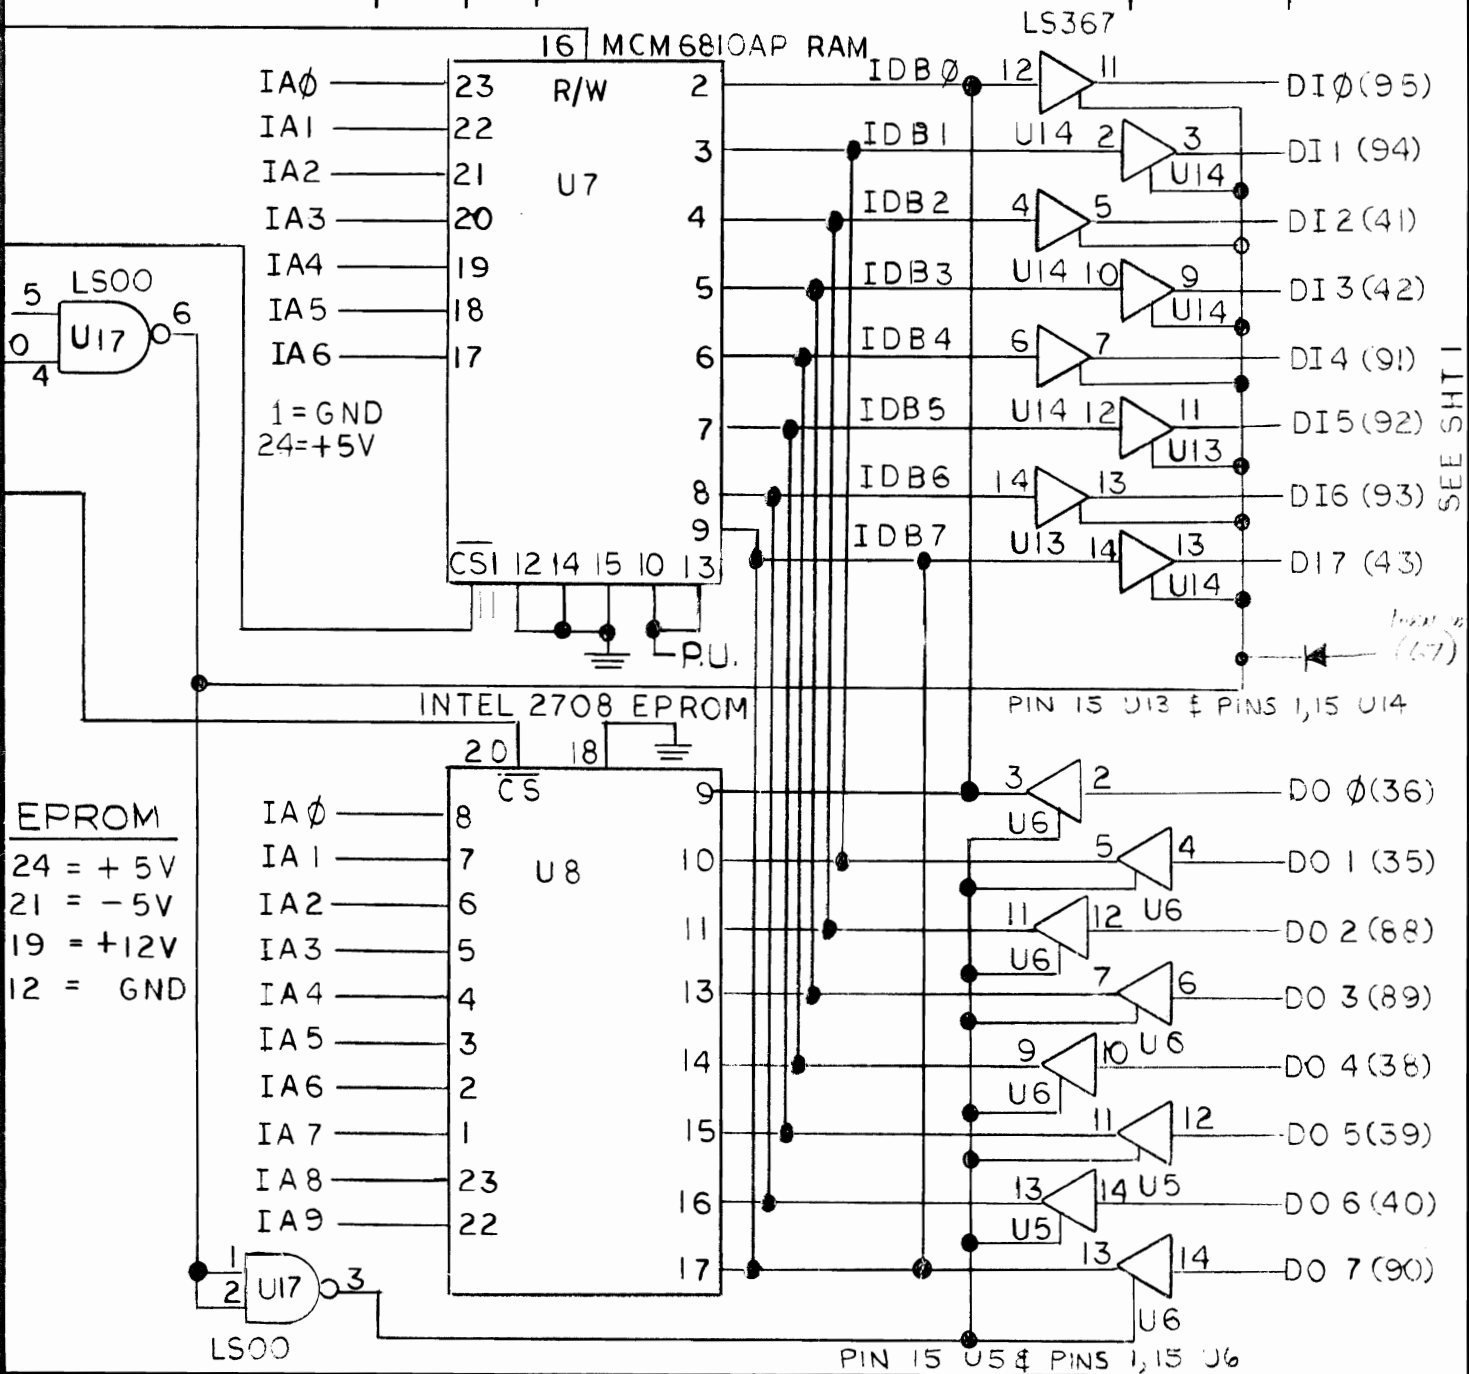 LS367
16 MCM6810AP RAM
IAØ 23 R/W 2 IDBØ 12 11 DIØ(95)
IA1 22 3 IDB1 U14 2 3 DI1(94)
U14
IA2 21 U7
IA3 20 4 IDB2 4 5 DI2(41)
IA4 19 5 IDB3 U14 10 9 DI3(42)
U14
IA5 18
IA6 17 6 IDB4 6 7 DI4(91)
LS00
5 U17 6
0
4
1=GND
24=+5V
7 IDB5 U14 12 11 DI5(92)
U13
8 IDB6 14 13 DI6(93)
9 IDB7 U13 14 13 DI7(43)
U14
CS1 12 14 15 10 13
11
P.U.
SEE SHT 1
PIN 15 U13 & PINS 1,15 U14
INTEL 2708 EPROM
20 18
CS
EPROM
24 = +5V
21 = -5V
19 = +12V
12 = GND
IAØ 8 9 3 2 DO Ø(36)
U6
IA1 7 U8 10 5 4 DO 1(35)
U6
IA2 6 11 11 12 DO 2(88)
U6
IA3 5
IA4 4 13 7 6 DO 3(89)
U6
IA5 3 14 9 10 DO 4(38)
U6
IA6 2
IA7 1 15 11 12 DO 5(39)
U5
IA8 23 16 13 14 DO 6(40)
U5
IA9 22
17 13 14 DO 7(90)
U6
1
2 U17 3
LS00
PIN 15 U5 & PINS 1,15 U6